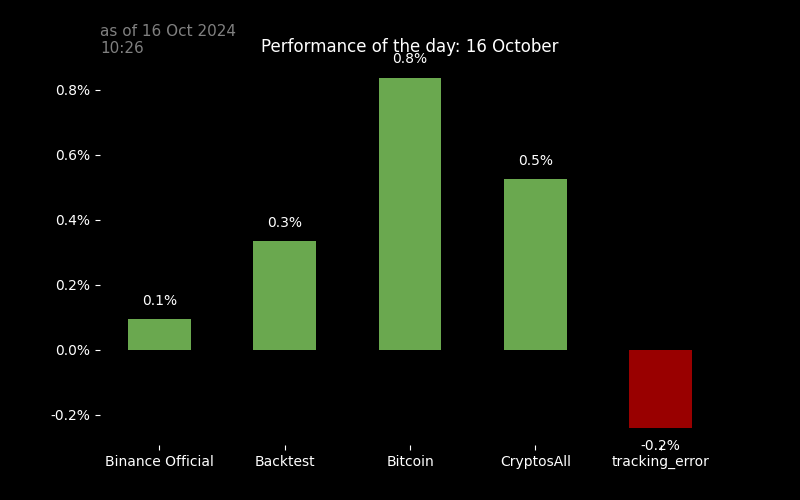 as of 16 Oct 2024
10:26
Performance of the day: 16 October
0.8%
0.8%
0.6%
0.5%
0.4%
0.3%
0.2%
0.1%
0.0%
-0.2%
-0.2%
Binance Official
Backtest
Bitcoin
CryptosAll
tracking_error